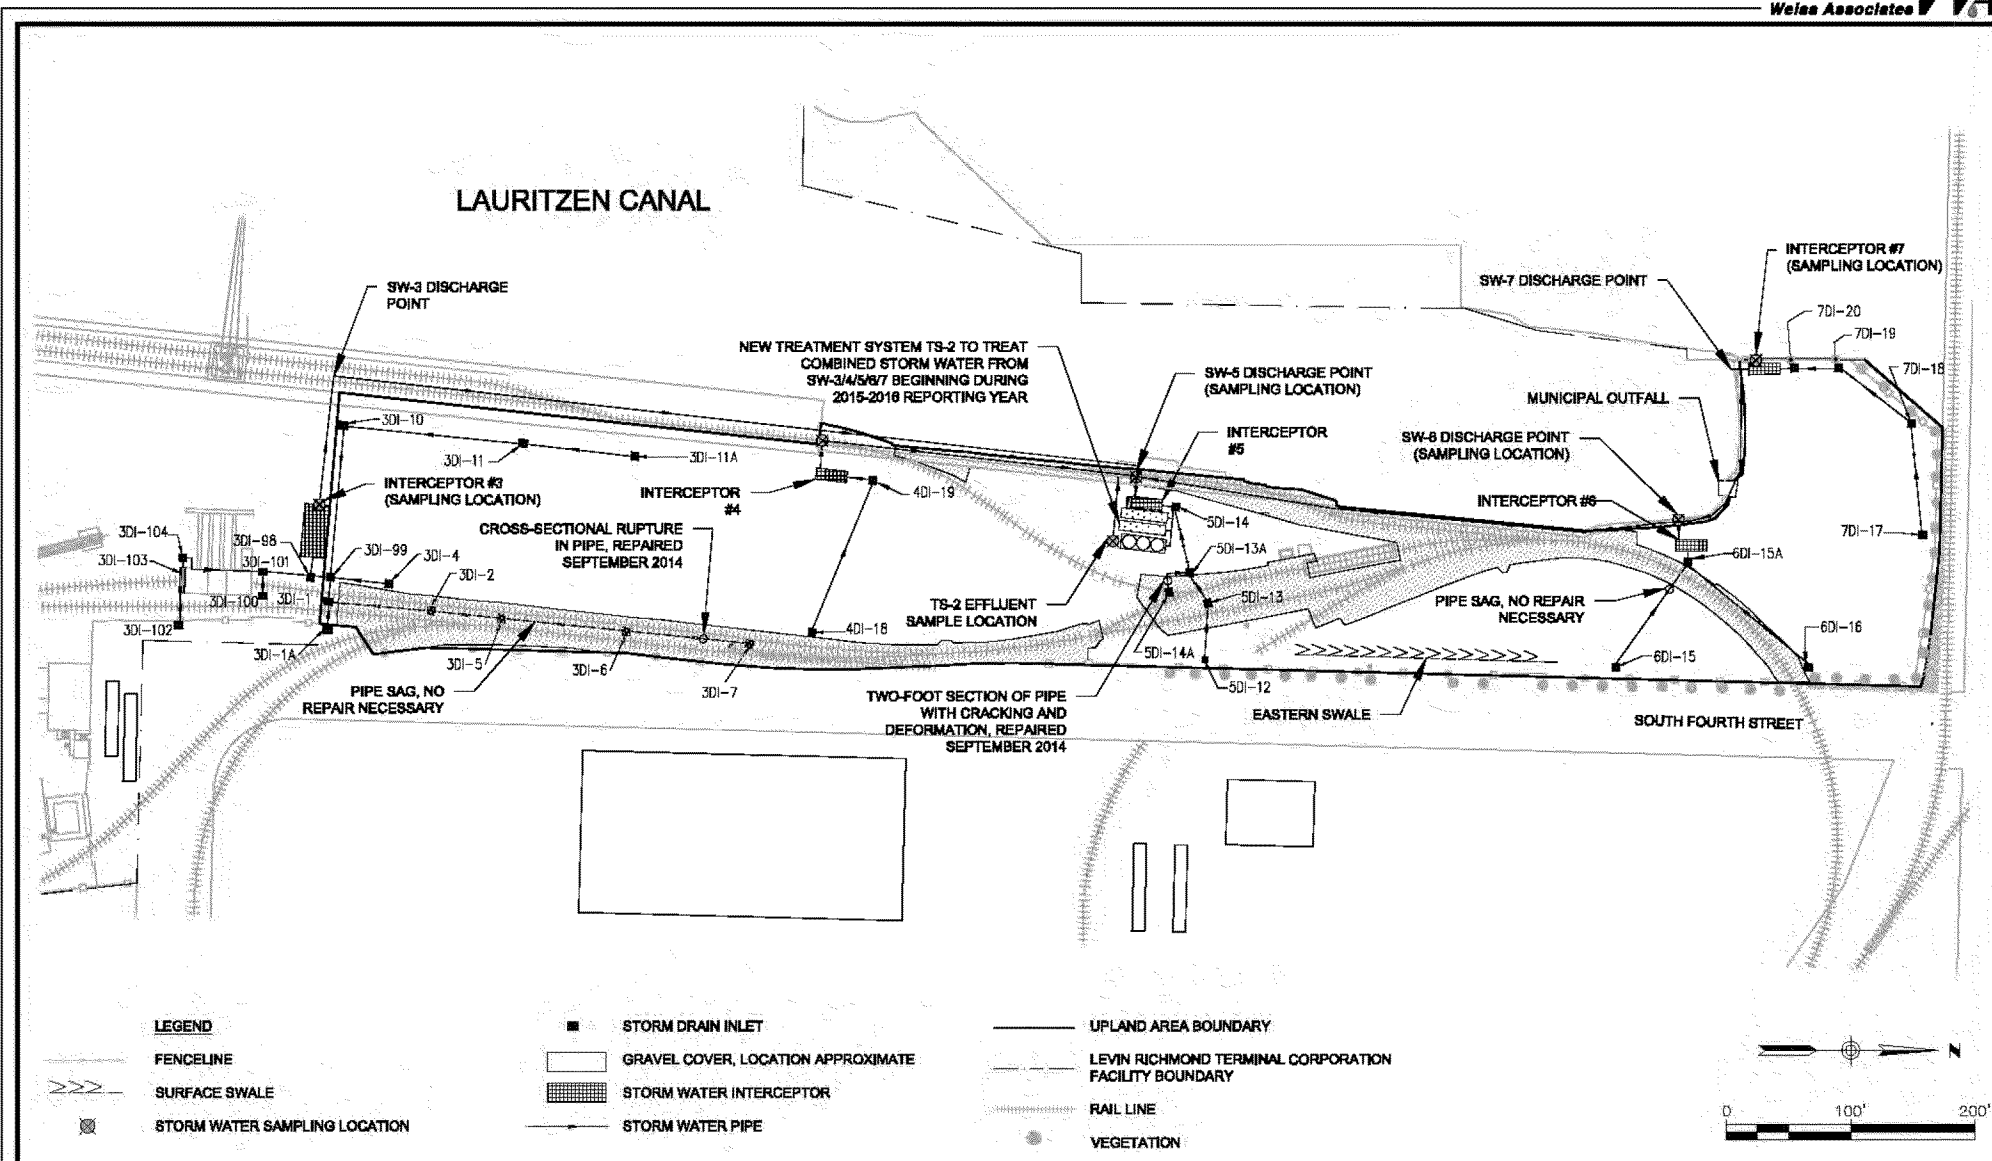 Weiss Associates
LAURITZEN CANAL
SW-3 DISCHARGE
POINT
INTERCEPTOR #7
(SAMPLING LOCATION)
SW-7 DISCHARGE POINT
7DI-20
7DI-19
7DI-18
NEW TREATMENT SYSTEM TS-2 TO TREAT
COMBINED STORM WATER FROM
SW-3/4/5/6/7 BEGINNING DURING
2015-2016 REPORTING YEAR
SW-5 DISCHARGE POINT
(SAMPLING LOCATION)
MUNICIPAL OUTFALL
3DI-10
3DI-11
3DI-11A
INTERCEPTOR
#5
SW-6 DISCHARGE POINT
(SAMPLING LOCATION)
INTERCEPTOR #3
(SAMPLING LOCATION)
INTERCEPTOR
#4
4DI-19
INTERCEPTOR #6
CROSS-SECTIONAL RUPTURE
IN PIPE, REPAIRED
SEPTEMBER 2014
5DI-14
7DI-17
3DI-104
3DI-98
3DI-99
3DI-4
3DI-103
3DI-101
5DI-13A
6DI-15A
3DI-2
3DI-100
3DI-1
TS-2 EFFLUENT
SAMPLE LOCATION
5DI-13
PIPE SAG, NO REPAIR
NECESSARY
3DI-102
3DI-1A
3DI-5
3DI-6
3DI-7
4DI-18
5DI-14A
6DI-16
6DI-15
5DI-12
PIPE SAG, NO
REPAIR NECESSARY
TWO-FOOT SECTION OF PIPE
WITH CRACKING AND
DEFORMATION, REPAIRED
SEPTEMBER 2014
EASTERN SWALE
SOUTH FOURTH STREET
LEGEND
FENCELINE
SURFACE SWALE
STORM WATER SAMPLING LOCATION
STORM DRAIN INLET
GRAVEL COVER, LOCATION APPROXIMATE
STORM WATER INTERCEPTOR
STORM WATER PIPE
UPLAND AREA BOUNDARY
LEVIN RICHMOND TERMINAL CORPORATION
FACILITY BOUNDARY
RAIL LINE
VEGETATION
N
0 100' 200'